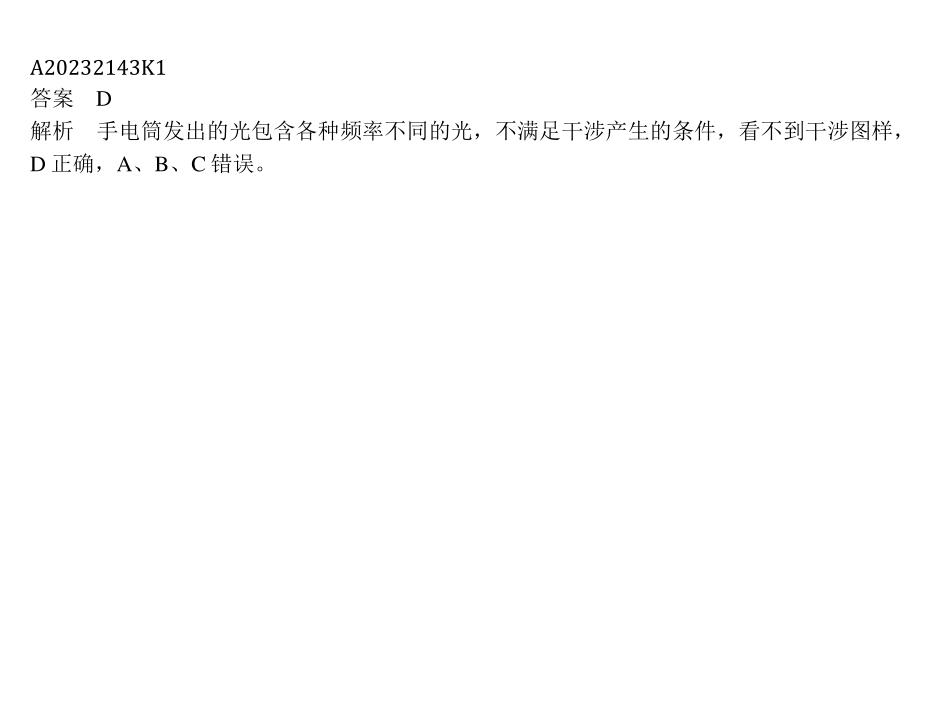 A20232143K1
答案　D
解析　手电筒发出的光包含各种频率不同的光，不满足干涉产生的条件，看不到干涉图样，
D 正确，A、B、C 错误。